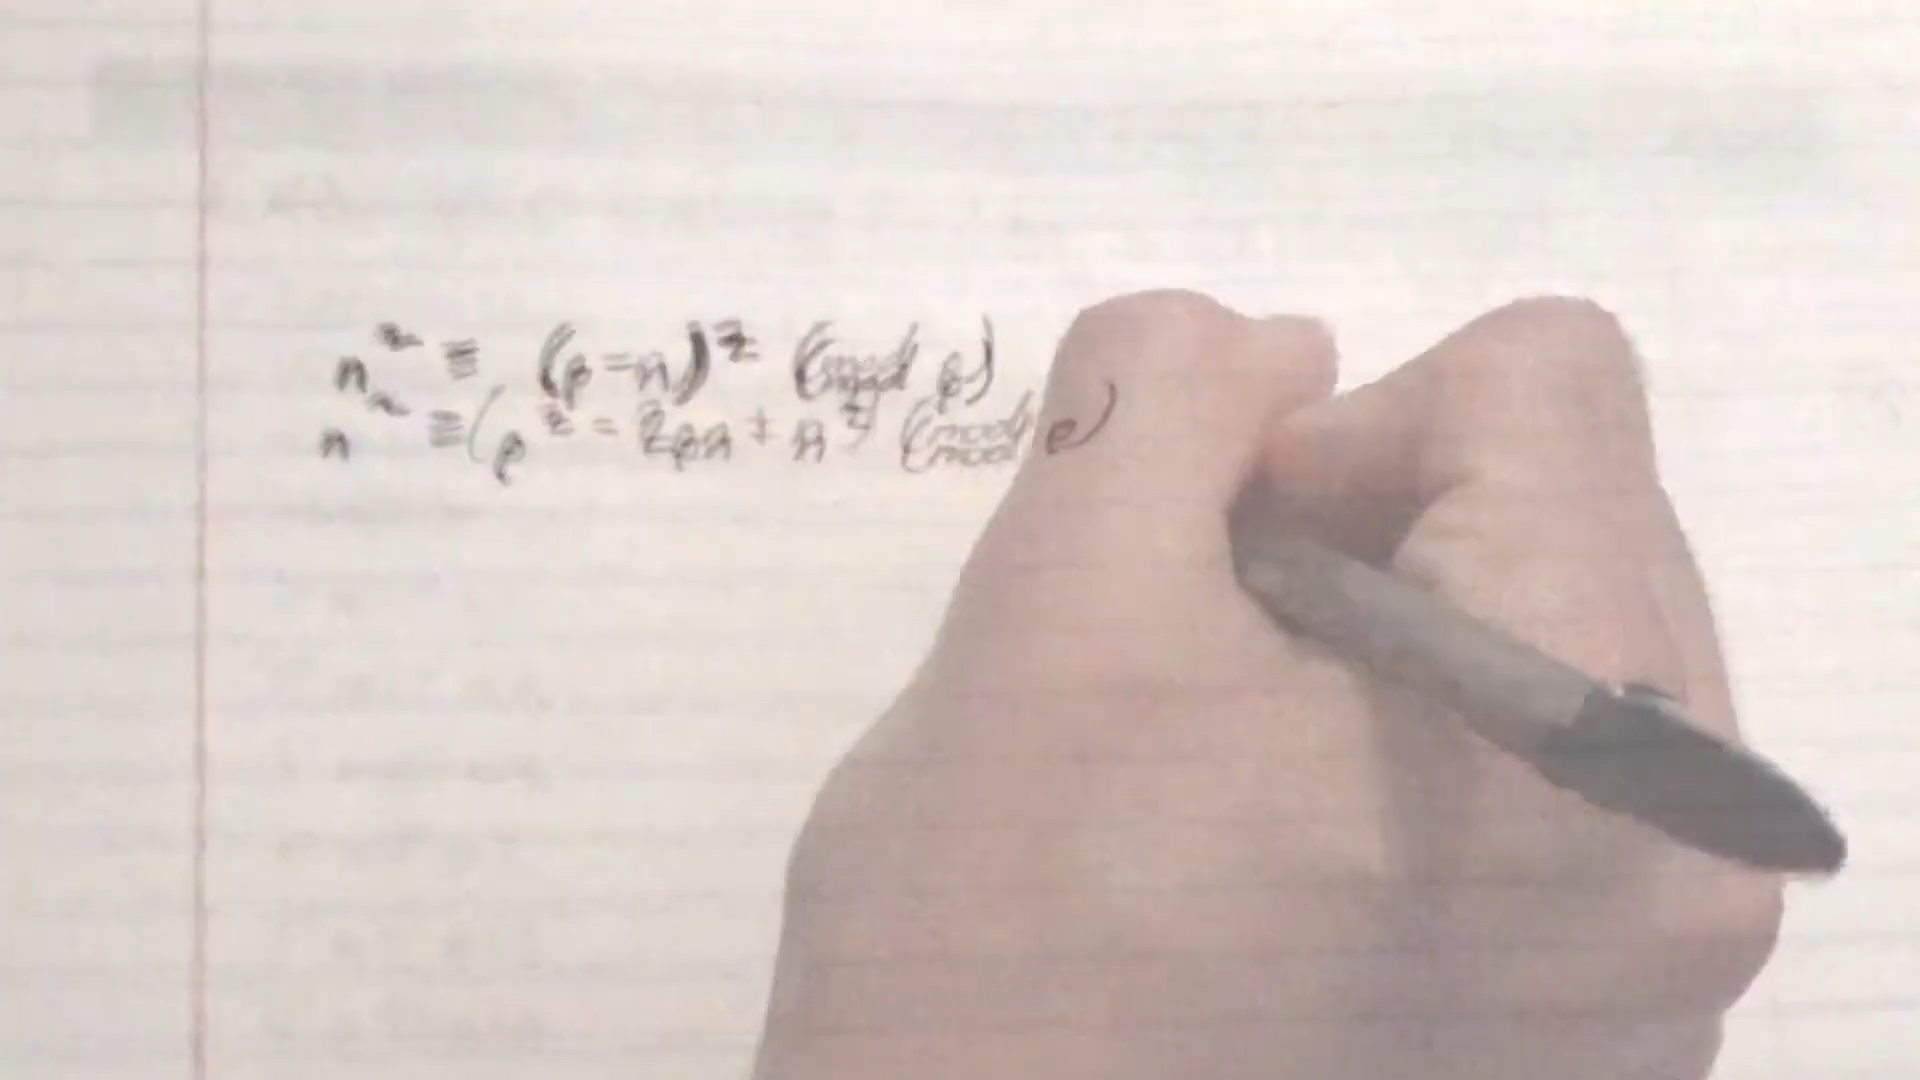 n² ≡ (p-n)² (mod p)
n² ≡ (p² - 2pn + n²) (mod p)